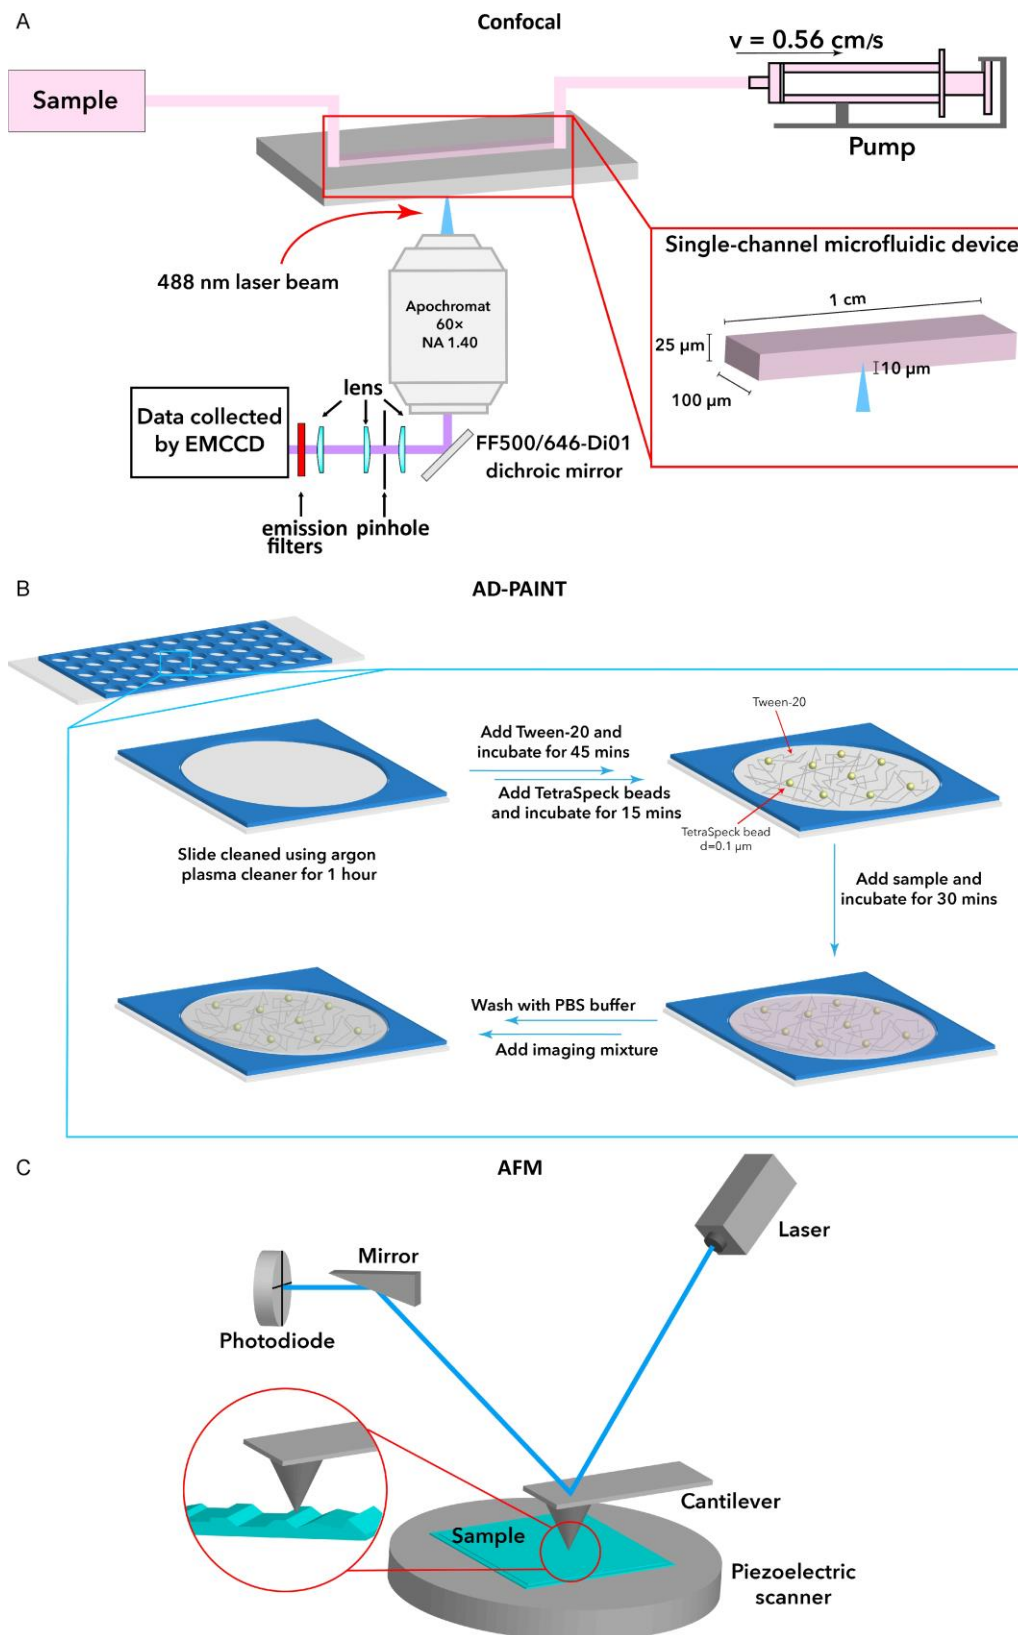 A
Confocal
v = 0.56 cm/s
Sample
Pump
488 nm laser beam
Apochromat
60×
NA 1.40
Single-channel microfluidic device
1 cm
25 µm
10 µm
100 µm
lens
Data collected
by EMCCD
FF500/646-Di01
dichroic mirror
emission
filters
pinhole
B
AD-PAINT
Slide cleaned using argon
plasma cleaner for 1 hour
Add Tween-20 and
incubate for 45 mins
Add TetraSpeck beads
and incubate for 15 mins
Tween-20
TetraSpeck bead
d=0.1 µm
Add sample and
incubate for 30 mins
Wash with PBS buffer
Add imaging mixture
C
AFM
Laser
Mirror
Photodiode
Cantilever
Sample
Piezoelectric
scanner